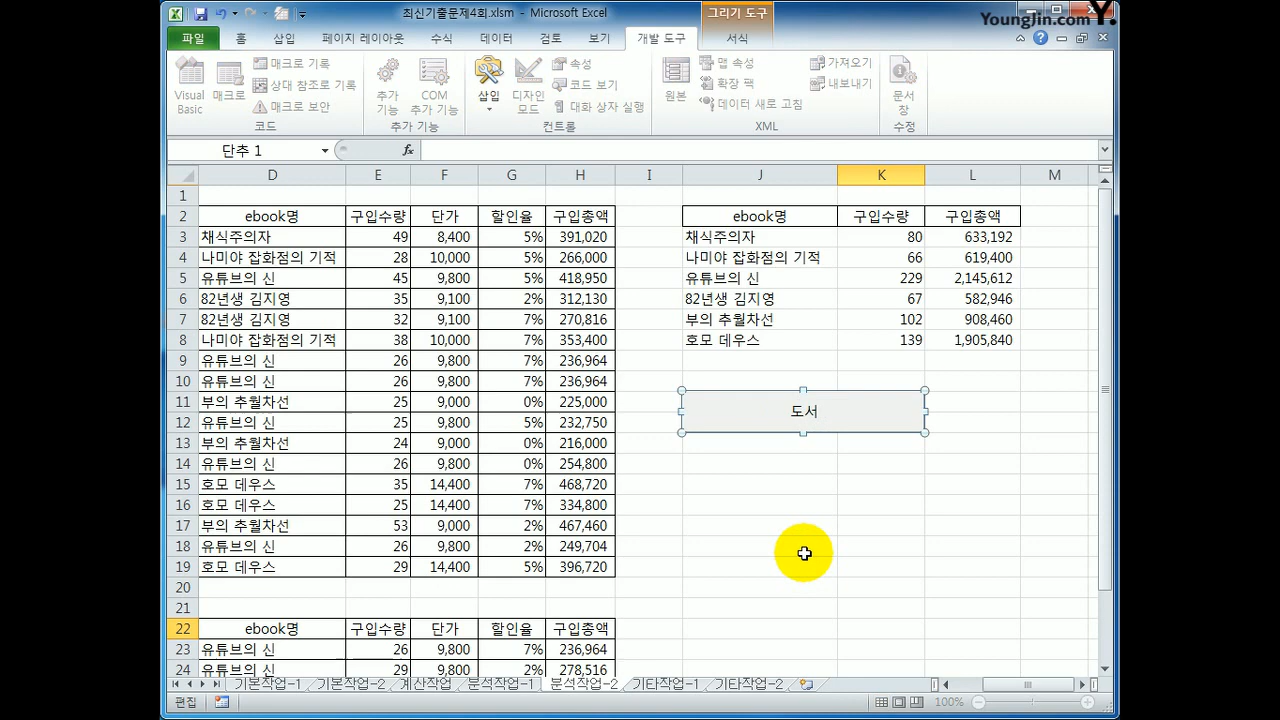 최신기출문제4회.xlsm - Microsoft Excel
그리기 도구
YoungJin.com Y.
파일 홈 삽입 페이지 레이아웃 수식 데이터 검토 보기 개발 도구 서식
Visual Basic
매크로
매크로 기록
상대 참조로 기록
매크로 보안
코드
추가 기능
COM 추가 기능
추가 기능
삽입
디자인 모드
속성
코드 보기
대화 상자 실행
컨트롤
원본
맵 속성
확장 팩
데이터 새로 고침
가져오기
내보내기
XML
문서 창
수정
단추 1 fx
D E F G H I J K L M
1
2 ebook명 구입수량 단가 할인율 구입총액 ebook명 구입수량 구입총액
3 채식주의자 49 8,400 5% 391,020 채식주의자 80 633,192
4 나미야 잡화점의 기적 28 10,000 5% 266,000 나미야 잡화점의 기적 66 619,400
5 유튜브의 신 45 9,800 5% 418,950 유튜브의 신 229 2,145,612
6 82년생 김지영 35 9,100 2% 312,130 82년생 김지영 67 582,946
7 82년생 김지영 32 9,100 7% 270,816 부의 추월차선 102 908,460
8 나미야 잡화점의 기적 38 10,000 7% 353,400 호모 데우스 139 1,905,840
9 유튜브의 신 26 9,800 7% 236,964
10 유튜브의 신 26 9,800 7% 236,964
11 부의 추월차선 25 9,000 0% 225,000 도서
12 유튜브의 신 25 9,800 5% 232,750
13 부의 추월차선 24 9,000 0% 216,000
14 유튜브의 신 26 9,800 0% 254,800
15 호모 데우스 35 14,400 7% 468,720
16 호모 데우스 25 14,400 7% 334,800
17 부의 추월차선 53 9,000 2% 467,460
18 유튜브의 신 26 9,800 2% 249,704
19 호모 데우스 29 14,400 5% 396,720
20
21
22 ebook명 구입수량 단가 할인율 구입총액
23 유튜브의 신 26 9,800 7% 236,964
24 유튜브의 신 29 9,800 2% 278,516
기본작업-1 기본작업-2 계산작업 분석작업-1 분석작업-2 기타작업-1 기타작업-2
편집 100%